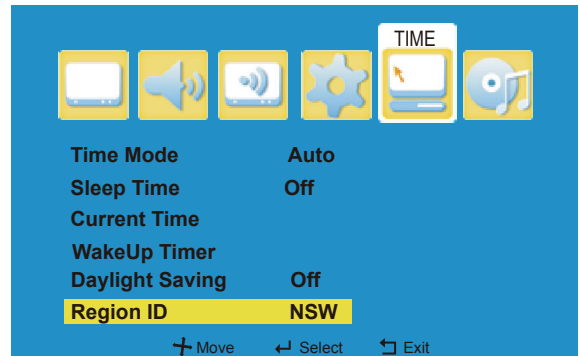 TIME
Time Mode Auto
Sleep Time Off
Current Time
WakeUp Timer
Daylight Saving Off
Region ID NSW
Move Select Exit